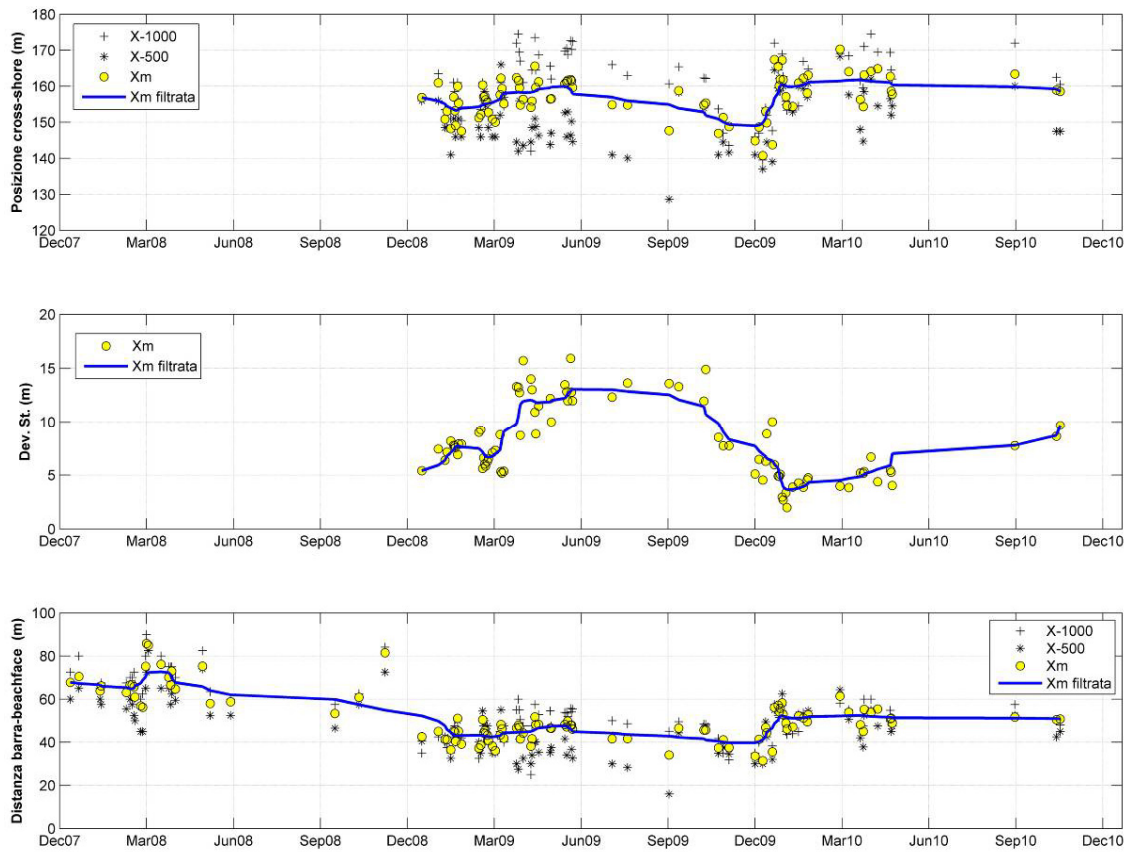 180
170
160
150
140
130
120
Posizione cross-shore (m)
X-1000
X-500
Xm
Xm filtrata
Dec07 Mar08 Jun08 Sep08 Dec08 Mar09 Jun09 Sep09 Dec09 Mar10 Jun10 Sep10 Dec10
20
15
10
5
0
Dev. St. (m)
Xm
Xm filtrata
Dec07 Mar08 Jun08 Sep08 Dec08 Mar09 Jun09 Sep09 Dec09 Mar10 Jun10 Sep10 Dec10
100
80
60
40
20
0
Distanza barra-beachface (m)
X-1000
X-500
Xm
Xm filtrata
Dec07 Mar08 Jun08 Sep08 Dec08 Mar09 Jun09 Sep09 Dec09 Mar10 Jun10 Sep10 Dec10